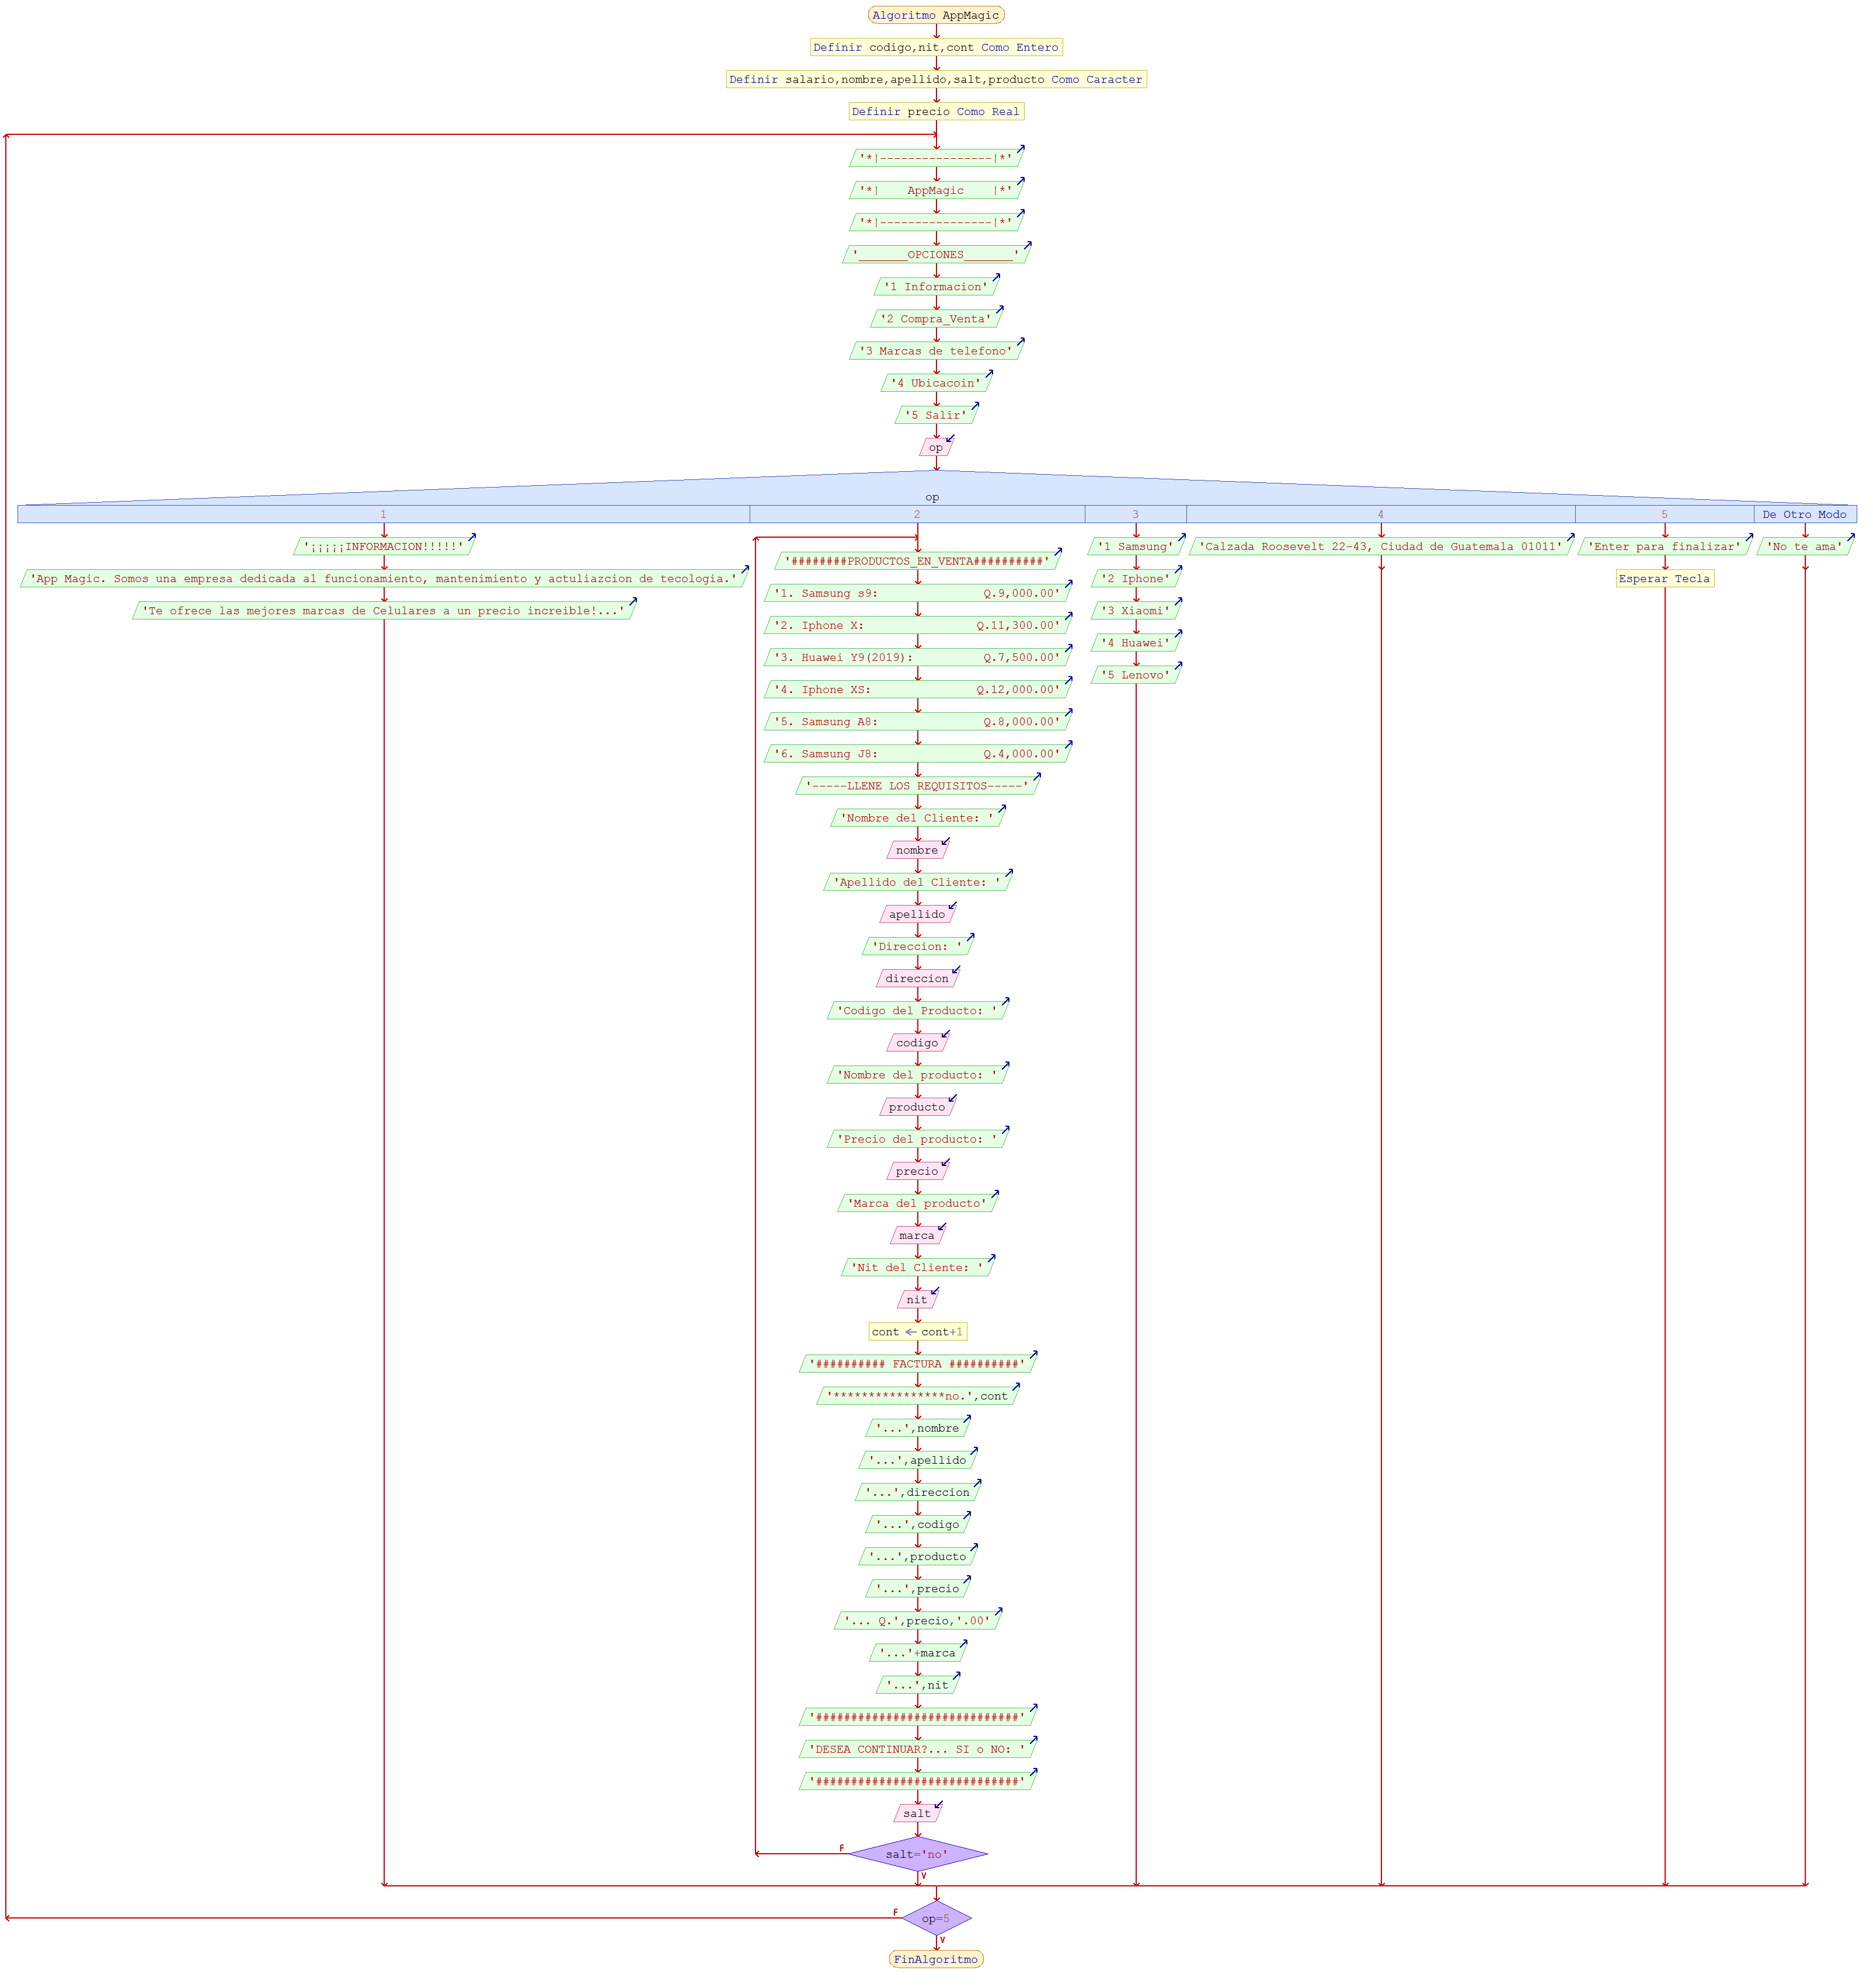 Algoritmo AppMagic
Definir codigo,nit,cont Como Entero
Definir salario,nombre,apellido,salt,producto Como Caracter
Definir precio Como Real
'*|----------------|*'
'*|    AppMagic    |*'
'*|----------------|*'
'_______OPCIONES_______'
'1 Informacion'
'2 Compra_Venta'
'3 Marcas de telefono'
'4 Ubicacoin'
'5 Salir'
op
op
1
'¡¡¡¡¡INFORMACION!!!!!'
'App Magic. Somos una empresa dedicada al funcionamiento, mantenimiento y actuliazcion de tecologia.'
'Te ofrece las mejores marcas de Celulares a un precio increible!...'
2
'########PRODUCTOS_EN_VENTA##########'
'1. Samsung s9:               Q.9,000.00'
'2. Iphone X:                Q.11,300.00'
'3. Huawei Y9(2019):          Q.7,500.00'
'4. Iphone XS:               Q.12,000.00'
'5. Samsung A8:               Q.8,000.00'
'6. Samsung J8:               Q.4,000.00'
'-----LLENE LOS REQUISITOS-----'
'Nombre del Cliente: '
nombre
'Apellido del Cliente: '
apellido
'Direccion: '
direccion
'Codigo del Producto: '
codigo
'Nombre del producto: '
producto
'Precio del producto: '
precio
'Marca del producto'
marca
'Nit del Cliente: '
nit
cont ← cont+1
'########## FACTURA ##########'
'****************no.',cont
'...',nombre
'...',apellido
'...',direccion
'...',codigo
'...',producto
'...',precio
'... Q.',precio,'.00'
'...'+marca
'...',nit
'#############################'
'DESEA CONTINUAR?... SI o NO: '
'#############################'
salt
salt='no'
F
V
3
'1 Samsung'
'2 Iphone'
'3 Xiaomi'
'4 Huawei'
'5 Lenovo'
4
'Calzada Roosevelt 22-43, Ciudad de Guatemala 01011'
5
'Enter para finalizar'
Esperar Tecla
De Otro Modo
'No te ama'
op=5
F
V
FinAlgoritmo